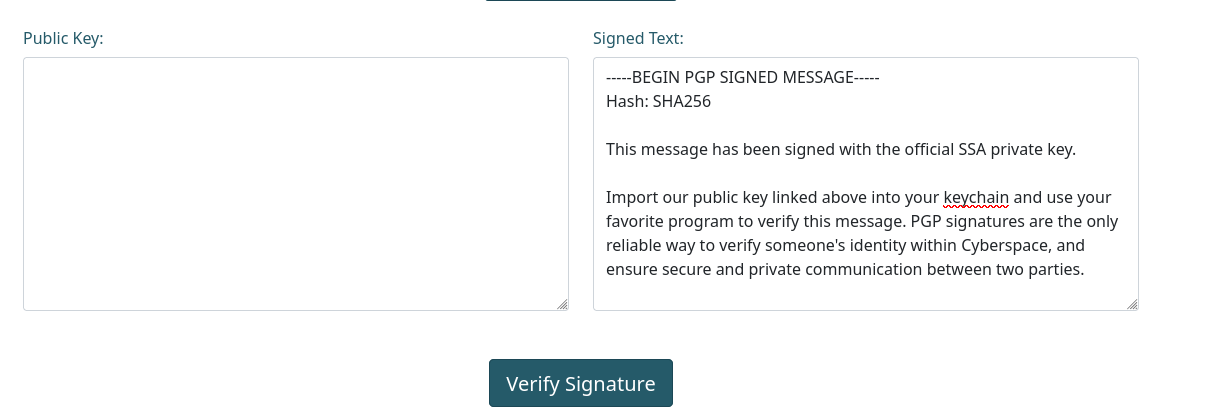 Public Key:
Signed Text:
-----BEGIN PGP SIGNED MESSAGE-----
Hash: SHA256
This message has been signed with the official SSA private key.
Import our public key linked above into your keychain and use your
favorite program to verify this message. PGP signatures are the only
reliable way to verify someone's identity within Cyberspace, and
ensure secure and private communication between two parties.
Verify Signature